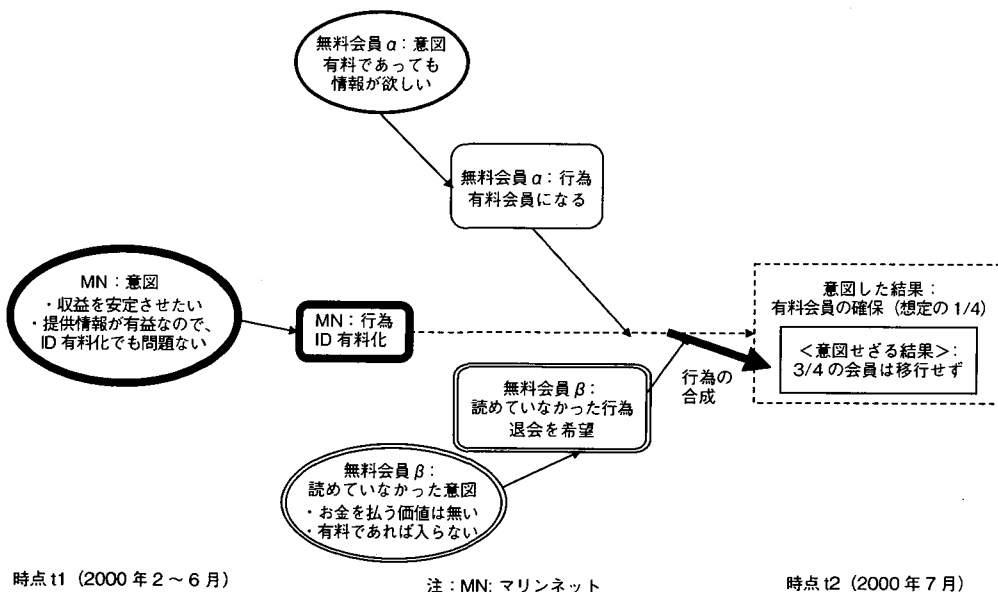 無料会員α：意図
有料であっても
情報が欲しい
無料会員α：行為
有料会員になる
MN：意図
・収益を安定させたい
・提供情報が有益なので、
ID 有料化でも問題ない
MN：行為
ID 有料化
意図した結果：
有料会員の確保（想定の 1/4）
＜意図せざる結果＞：
3/4 の会員は移行せず
行為の
合成
無料会員β：
読めていなかった行為
退会を希望
無料会員β：
読めていなかった意図
・お金を払う価値は無い
・有料であれば入らない
時点 t1（2000 年 2 ～ 6 月）
注：MN: マリンネット
時点 t2（2000 年 7 月）